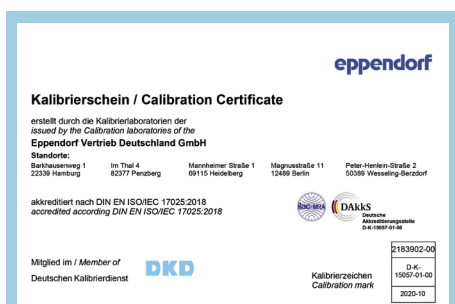 eppendorf
Kalibrierschein / Calibration Certificate
erstellt durch die Kalibrierlaboratorien der
issued by the Calibration laboratories of the
Eppendorf Vertrieb Deutschland GmbH
Standorte:
Barkhausenweg 1 Im Thal 4 Mannheimer Straße 1 Magnusstraße 11 Peter-Henlein-Straße 2
22339 Hamburg 82377 Penzberg 69115 Heidelberg 12489 Berlin 50389 Wesseling-Berzdorf
akkreditiert nach DIN EN ISO/IEC 17025:2018
accredited according DIN EN ISO/IEC 17025:2018
ilac-MRA
DAkkS
Deutsche
Akkreditierungsstelle
D-K-15057-01-00
Mitglied im / Member of
Deutschen Kalibrierdienst
DKD
Kalibrierzeichen
Calibration mark
2183902-00
D-K-
15057-01-00
2020-10